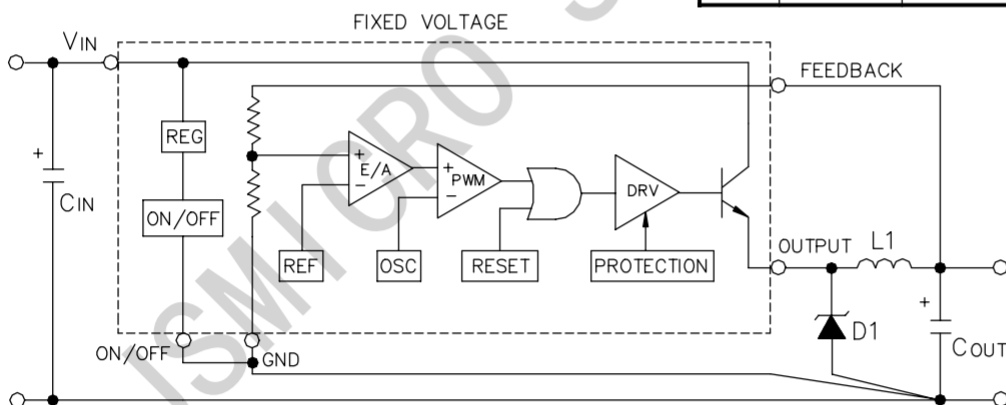 FIXED VOLTAGE
VIN
FEEDBACK
REG
+
E/A
-
+
PWM
-
DRV
+
CIN
ON/OFF
REF
OSC
RESET
PROTECTION
OUTPUT
L1
+
D1
COUT
ON/OFF
GND
ISMICRO S